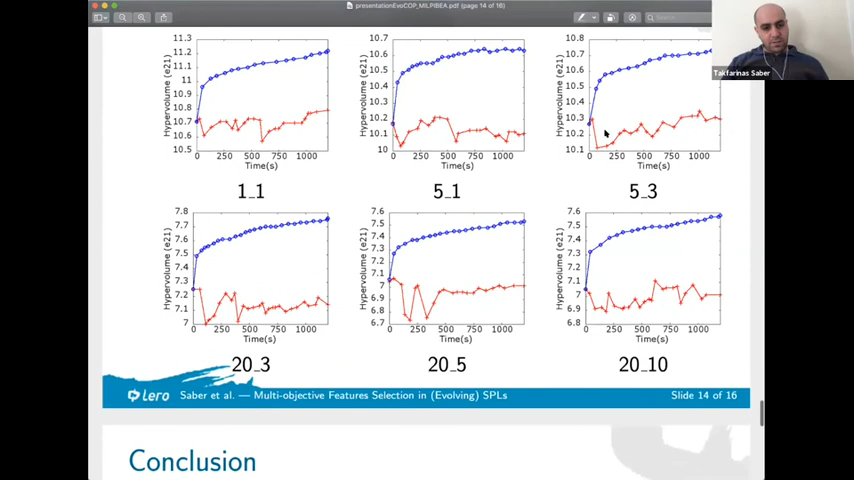 presentationEvoCOP_MILPIBEA.pdf (page 14 of 16)
Search
Takfarinas Saber
11.3
11.2
11.1
11
10.9
10.8
10.7
10.6
10.5
Hypervolume (e21)
0 250 500 750 1000
Time(s)
1_1
10.7
10.6
10.5
10.4
10.3
10.2
10.1
10
Hypervolume (e21)
0 250 500 750 1000
Time(s)
5_1
10.8
10.7
10.6
10.5
10.4
10.3
10.2
10.1
Hypervolume (e21)
0 250 500 750 1000
Time(s)
5_3
7.8
7.7
7.6
7.5
7.4
7.3
7.2
7.1
7
Hypervolume (e21)
0 250 500 750 1000
Time(s)
20_3
7.6
7.5
7.4
7.3
7.2
7.1
7
6.9
6.8
6.7
Hypervolume (e21)
0 250 500 750 1000
Time(s)
20_5
7.6
7.5
7.4
7.3
7.2
7.1
7
6.9
6.8
Hypervolume (e21)
0 250 500 750 1000
Time(s)
20_10
Lero
Saber et al. — Multi-objective Features Selection in (Evolving) SPLs
Slide 14 of 16
Conclusion